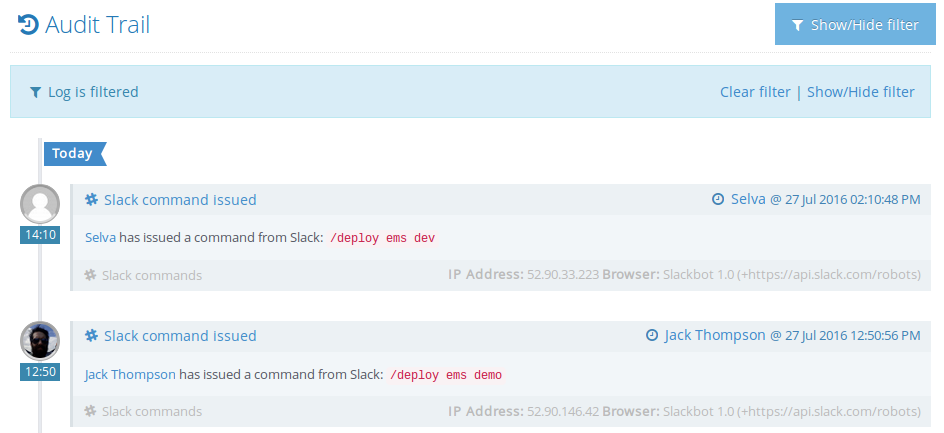 Audit Trail
Show/Hide filter
Log is filtered
Clear filter | Show/Hide filter
Today
Slack command issued
Selva @ 27 Jul 2016 02:10:48 PM
14:10
Selva has issued a command from Slack: /deploy ems dev
Slack commands
IP Address: 52.90.33.223 Browser: Slackbot 1.0 (+https://api.slack.com/robots)
Slack command issued
Jack Thompson @ 27 Jul 2016 12:50:56 PM
12:50
Jack Thompson has issued a command from Slack: /deploy ems demo
Slack commands
IP Address: 52.90.146.42 Browser: Slackbot 1.0 (+https://api.slack.com/robots)